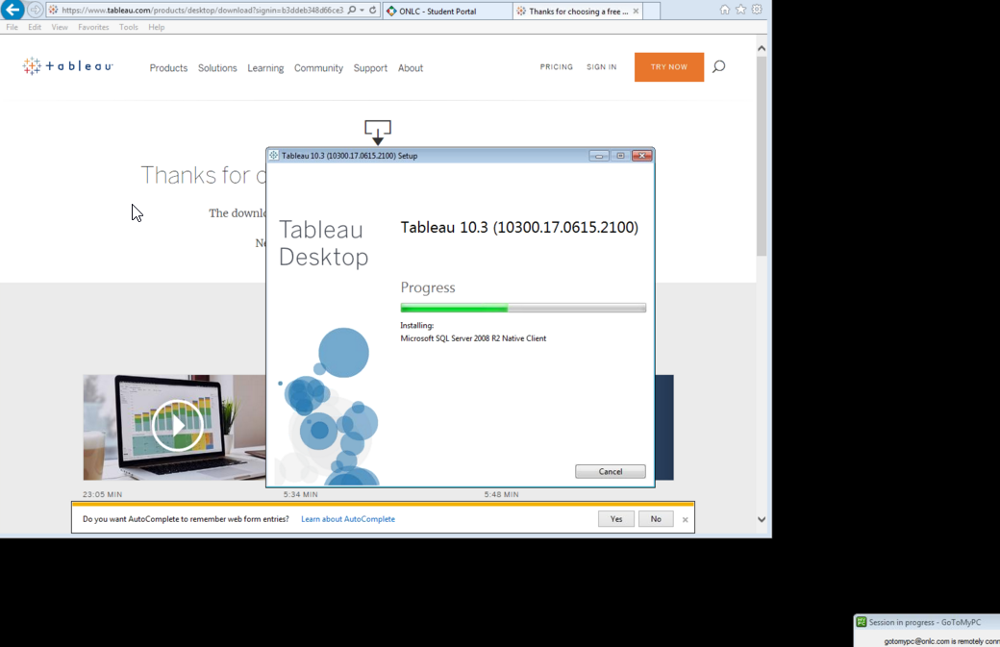 https://www.tableau.com/products/desktop/download?signin=b3ddeb348d66ce3
ONLC - Student Portal
Thanks for choosing a free ...
File Edit View Favorites Tools Help
+ableau
Products Solutions Learning Community Support About
PRICING SIGN IN TRY NOW
Thanks for c
The downlo
Ne
Tableau 10.3 (10300.17.0615.2100) Setup
Tableau
Desktop
Tableau 10.3 (10300.17.0615.2100)
Progress
Installing:
Microsoft SQL Server 2008 R2 Native Client
Cancel
23:05 MIN
5:34 MIN
5:48 MIN
Do you want AutoComplete to remember web form entries? Learn about AutoComplete
Yes No
Session in progress - GoToMyPC
gotomypc@onlc.com is remotely conn